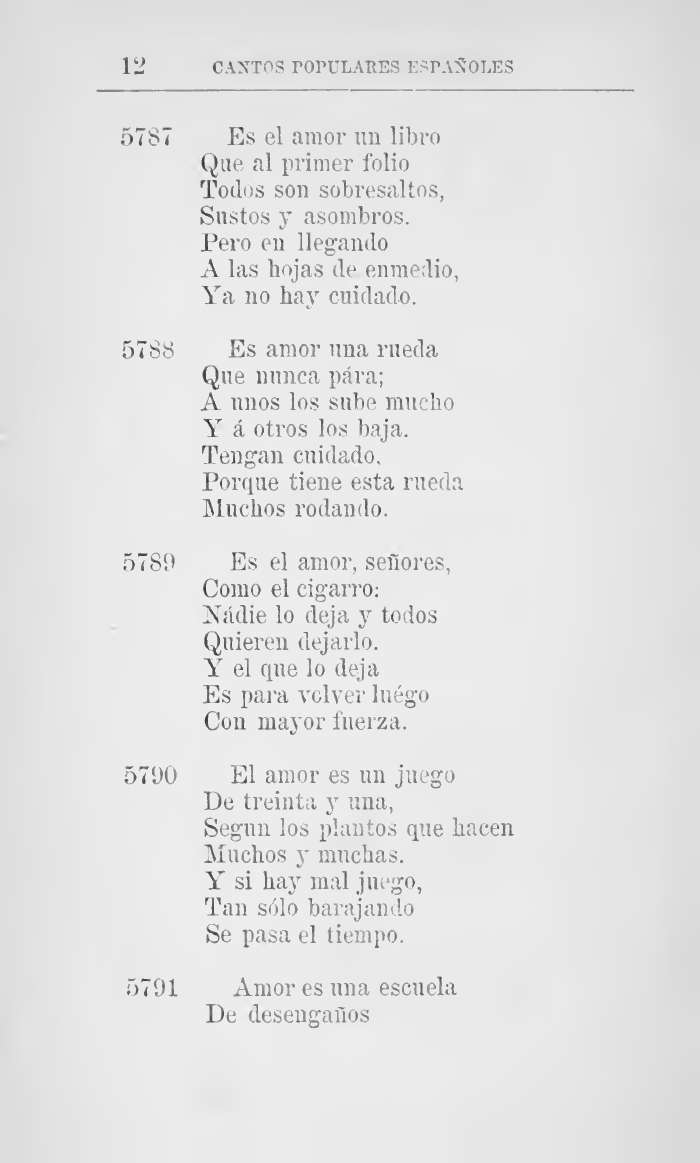 12 CANTOS POPULARES ESPAÑOLES
5787 Es el amor un libro
Que al primer folio
Todos son sobresaltos,
Sustos y asombros.
Pero en llegando
A las hojas de enmedio,
Ya no hay cuidado.
5788 Es amor una rueda
Que nunca pára;
A unos los sube mucho
Y á otros los baja.
Tengan cuidado,
Porque tiene esta rueda
Muchos rodando.
5789 Es el amor, señores,
Como el cigarro:
Nádie lo deja y todos
Quieren dejarlo.
Y el que lo deja
Es para volver luégo
Con mayor fuerza.
5790 El amor es un juego
De treinta y una,
Segun los plantos que hacen
Muchos y muchas.
Y si hay mal juego,
Tan sólo barajando
Se pasa el tiempo.
5791 Amor es una escuela
De desengaños